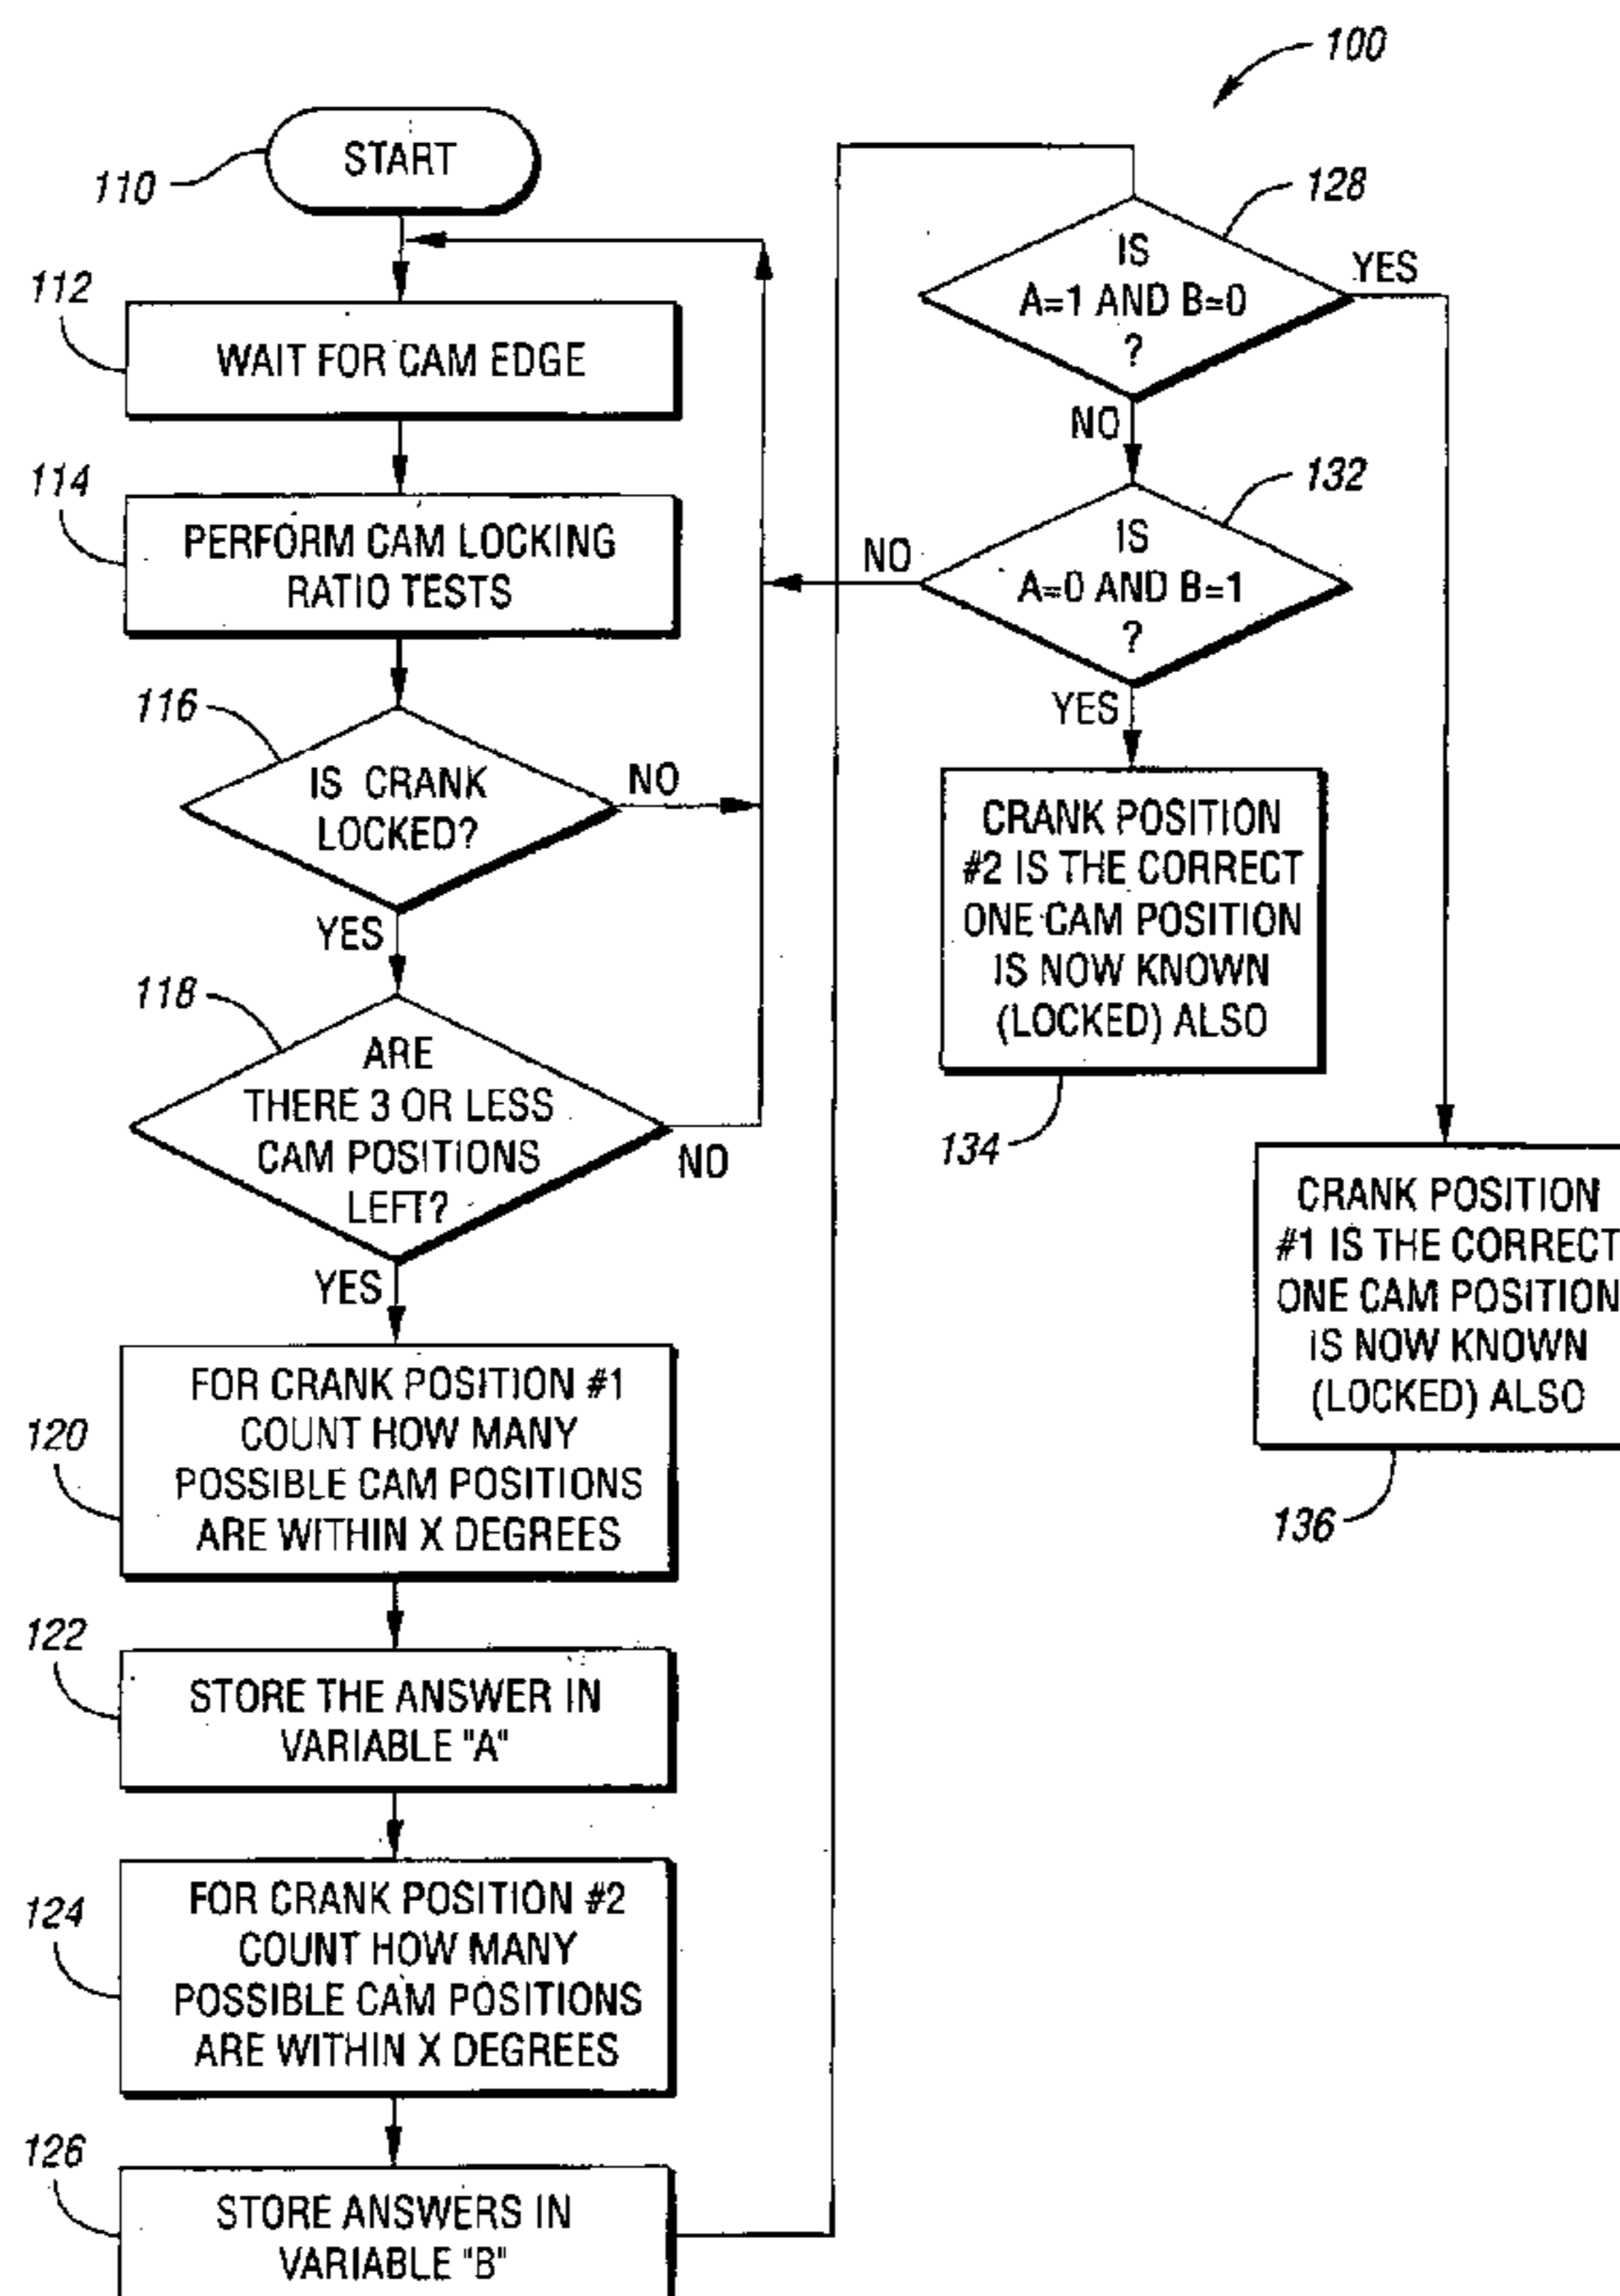 100
START
110
112
WAIT FOR CAM EDGE
114
PERFORM CAM LOCKING
RATIO TESTS
116
IS CRANK
LOCKED?
NO
YES
118
ARE
THERE 3 OR LESS
CAM POSITIONS
LEFT?
NO
YES
120
FOR CRANK POSITION #1
COUNT HOW MANY
POSSIBLE CAM POSITIONS
ARE WITHIN X DEGREES
122
STORE THE ANSWER IN
VARIABLE "A"
124
FOR CRANK POSITION #2
COUNT HOW MANY
POSSIBLE CAM POSITIONS
ARE WITHIN X DEGREES
126
STORE ANSWERS IN
VARIABLE "B"
128
IS
A=1 AND B=0
?
YES
NO
132
IS
A=0 AND B=1
?
NO
YES
CRANK POSITION
#2 IS THE CORRECT
ONE CAM POSITION
IS NOW KNOWN
(LOCKED) ALSO
134
CRANK POSITION
#1 IS THE CORRECT
ONE CAM POSITION
IS NOW KNOWN
(LOCKED) ALSO
136